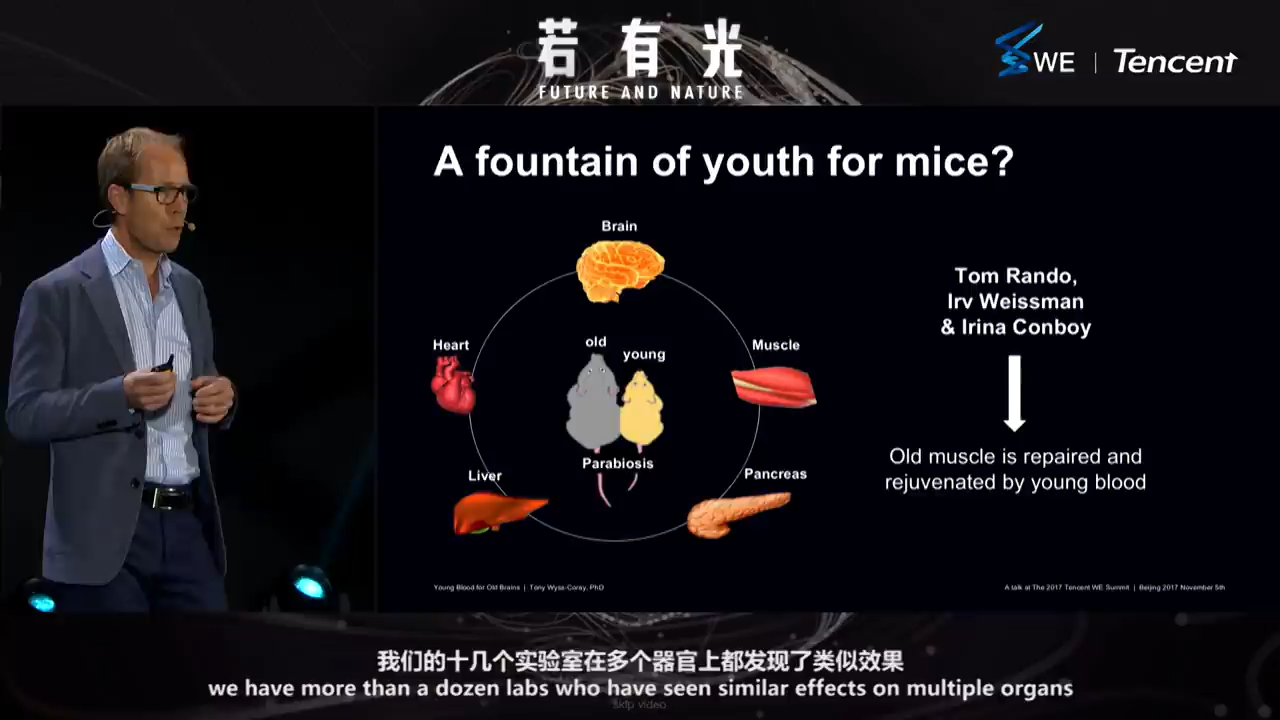 若有光
FUTURE AND NATURE
WE | Tencent
A fountain of youth for mice?
Brain
Heart
old
young
Muscle
Parabiosis
Liver
Pancreas
Tom Rando,
Irv Weissman
& Irina Conboy
Old muscle is repaired and
rejuvenated by young blood
Young Blood for Old Brains | Tony Wyss-Coray, PhD
A talk at The 2017 Tencent WE Summit | Beijing 2017 November 5th
我们的十几个实验室在多个器官上都发现了类似效果
we have more than a dozen labs who have seen similar effects on multiple organs
Skip video